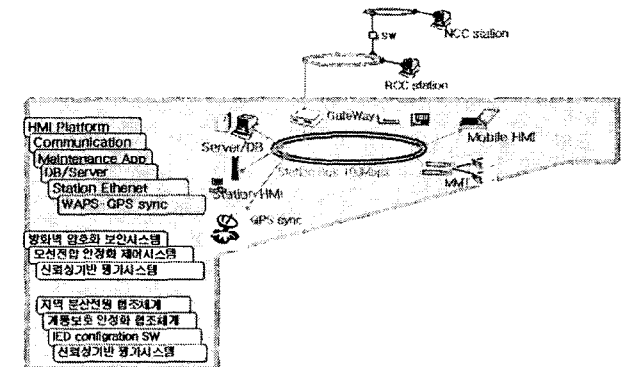 SW
NCC station
RCC station
HMI Platform
Communication
Maintenance App
DB/Server
Station Ethenet
WAPS-GPS sync
GateWay
Server/DB
Mobile HMI
Station HMI
MMI
GPS sync
방화벽 암호화 보안시스템
모선전압 안정화 제어시스템
신뢰성기반 평가시스템
지역 분산전원 협조체계
계통보호 안정화 협조체계
IED configration SW
신뢰성기반 평가시스템